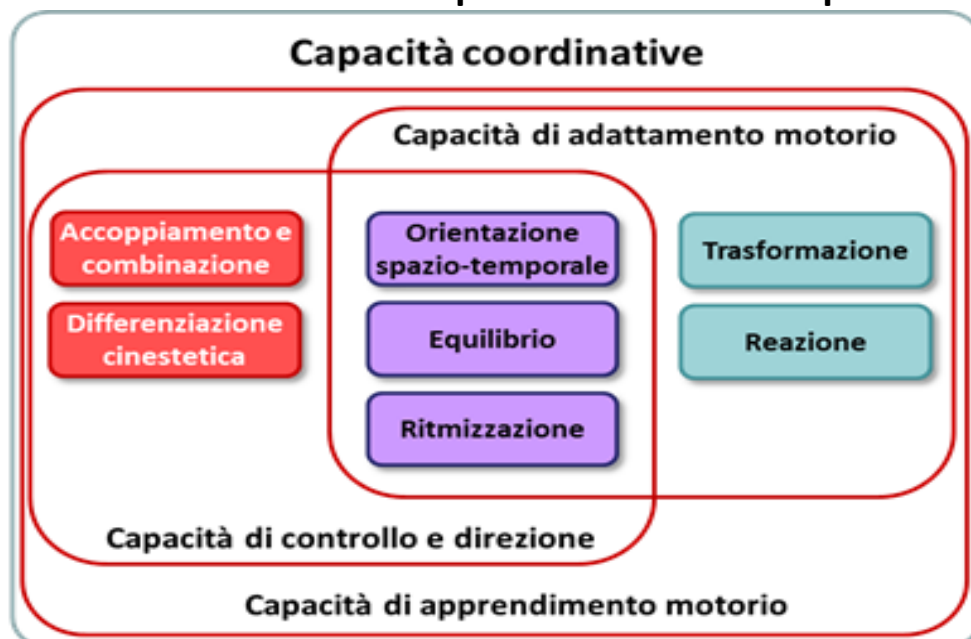 Capacità coordinative
Capacità di adattamento motorio
Accoppiamento e
combinazione
Orientazione
spazio-temporale
Trasformazione
Differenziazione
cinestetica
Equilibrio
Reazione
Ritmizzazione
Capacità di controllo e direzione
Capacità di apprendimento motorio